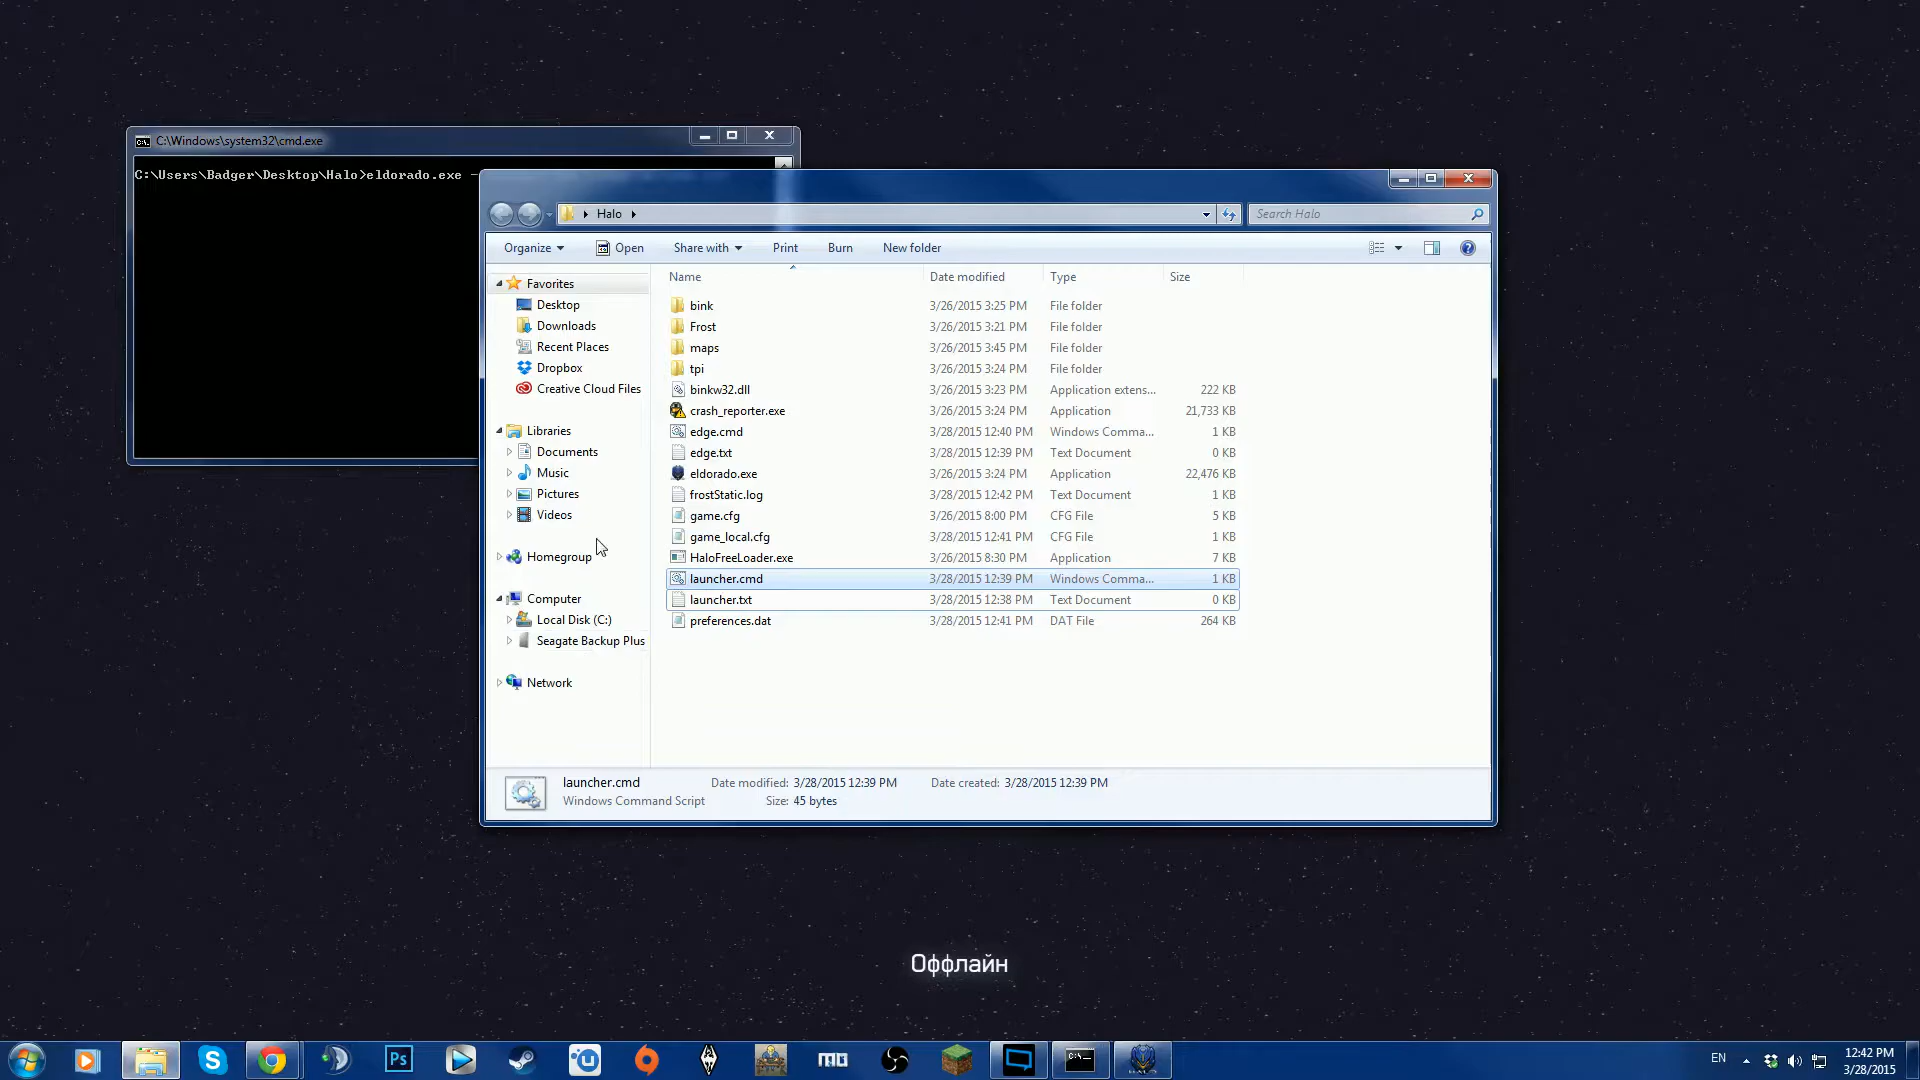 C:\Windows\system32\cmd.exe
C:\Users\Badger\Desktop\Halo>eldorado.exe -
Halo
Search Halo
Organize Open Share with Print Burn New folder
Name Date modified Type Size
Favorites
Desktop
Downloads
Recent Places
Dropbox
Creative Cloud Files
Libraries
Documents
Music
Pictures
Videos
Homegroup
Computer
Local Disk (C:)
Seagate Backup Plus
Network
bink 3/26/2015 3:25 PM File folder
Frost 3/26/2015 3:21 PM File folder
maps 3/26/2015 3:45 PM File folder
tpi 3/26/2015 3:24 PM File folder
binkw32.dll 3/26/2015 3:23 PM Application extens... 222 KB
crash_reporter.exe 3/26/2015 3:24 PM Application 21,733 KB
edge.cmd 3/28/2015 12:40 PM Windows Comma... 1 KB
edge.txt 3/28/2015 12:39 PM Text Document 0 KB
eldorado.exe 3/26/2015 3:24 PM Application 22,476 KB
frostStatic.log 3/28/2015 12:42 PM Text Document 1 KB
game.cfg 3/26/2015 8:00 PM CFG File 5 KB
game_local.cfg 3/28/2015 12:41 PM CFG File 1 KB
HaloFreeLoader.exe 3/26/2015 8:30 PM Application 7 KB
launcher.cmd 3/28/2015 12:39 PM Windows Comma... 1 KB
launcher.txt 3/28/2015 12:38 PM Text Document 0 KB
preferences.dat 3/28/2015 12:41 PM DAT File 264 KB
launcher.cmd Date modified: 3/28/2015 12:39 PM Date created: 3/28/2015 12:39 PM
Windows Command Script Size: 45 bytes
Оффлайн
Ps
EN
12:42 PM
3/28/2015